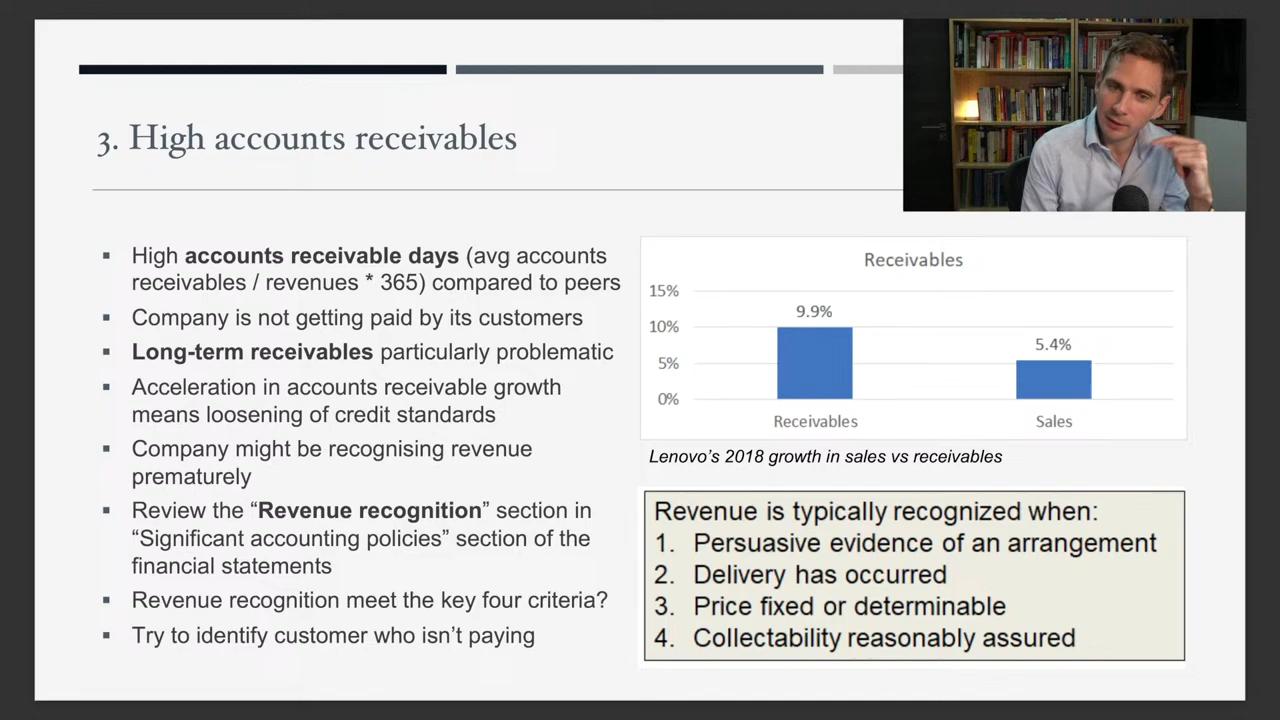 3. High accounts receivables
High accounts receivable days (avg accounts
receivables / revenues * 365) compared to peers
Company is not getting paid by its customers
Long-term receivables particularly problematic
Acceleration in accounts receivable growth
means loosening of credit standards
Company might be recognising revenue
prematurely
Review the “Revenue recognition” section in
“Significant accounting policies” section of the
financial statements
Revenue recognition meet the key four criteria?
Try to identify customer who isn’t paying
Receivables
15%
10%
5%
0%
9.9%
5.4%
Receivables
Sales
Lenovo’s 2018 growth in sales vs receivables
Revenue is typically recognized when:
1. Persuasive evidence of an arrangement
2. Delivery has occurred
3. Price fixed or determinable
4. Collectability reasonably assured